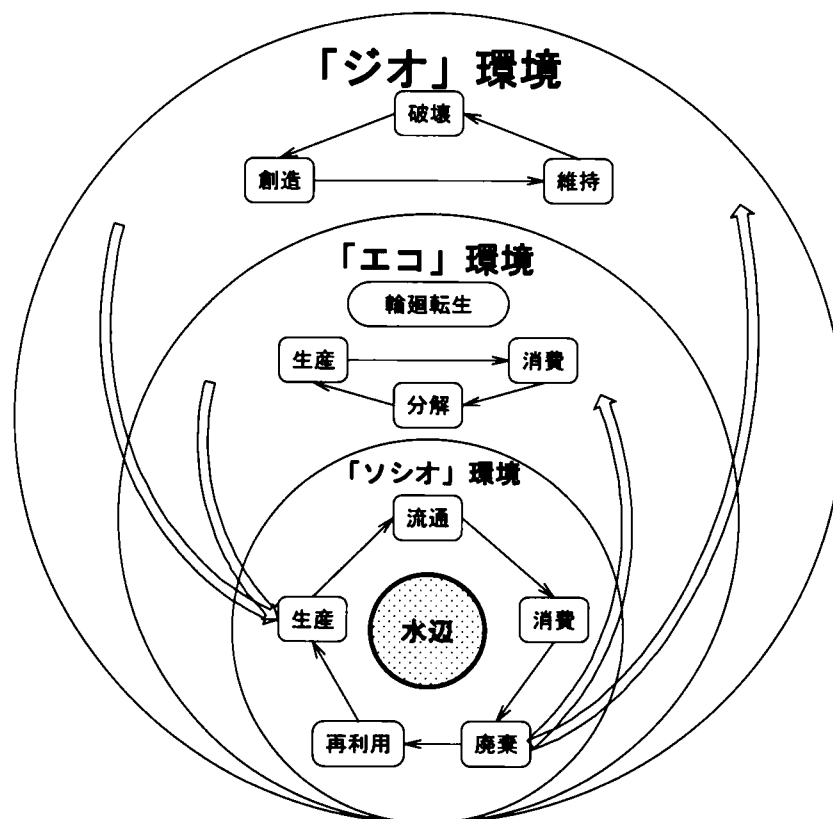 「ジオ」環境
破壊
創造
維持
「エコ」環境
輪廻転生
生産
消費
分解
「ソシオ」環境
流通
生産
水辺
消費
再利用
廃棄